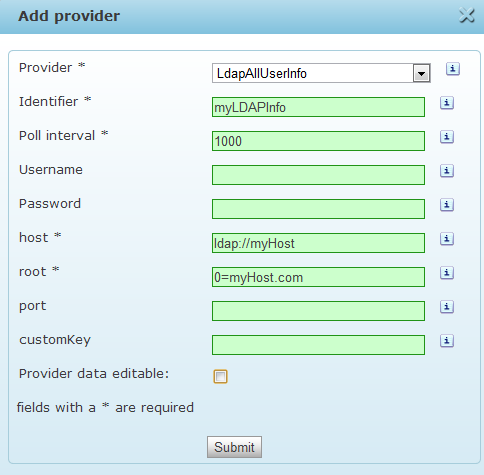 Add provider
Provider * LdapAllUserInfo
Identifier * myLDAPInfo
Poll interval * 1000
Username
Password
host * ldap://myHost
root * 0=myHost.com
port
customKey
Provider data editable:
fields with a * are required
Submit